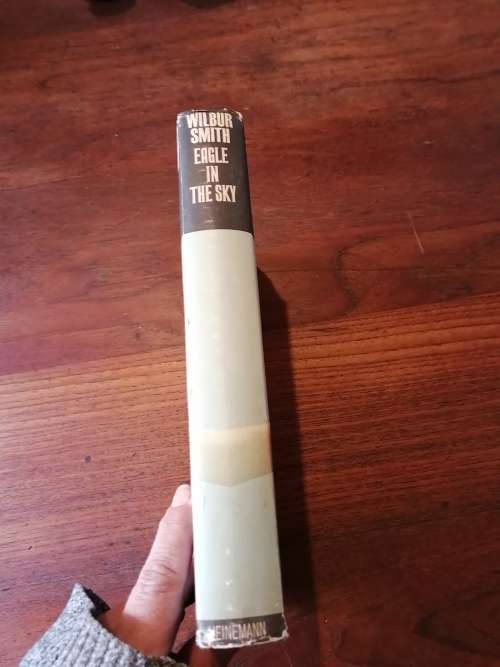 WILBUR
SMITH
EAGLE
IN
THE SKY
HEINEMANN